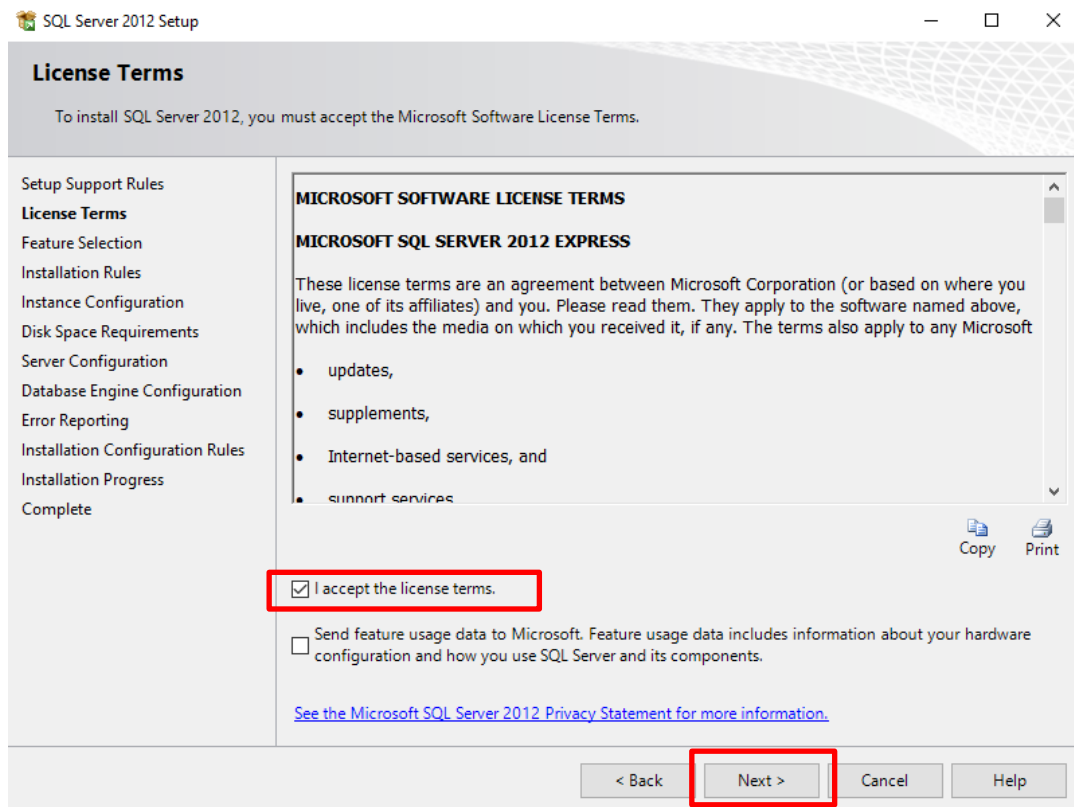 SQL Server 2012 Setup
License Terms
To install SQL Server 2012, you must accept the Microsoft Software License Terms.
Setup Support Rules
License Terms
Feature Selection
Installation Rules
Instance Configuration
Disk Space Requirements
Server Configuration
Database Engine Configuration
Error Reporting
Installation Configuration Rules
Installation Progress
Complete
MICROSOFT SOFTWARE LICENSE TERMS
MICROSOFT SQL SERVER 2012 EXPRESS
These license terms are an agreement between Microsoft Corporation (or based on where you
live, one of its affiliates) and you. Please read them. They apply to the software named above,
which includes the media on which you received it, if any. The terms also apply to any Microsoft
• updates,
• supplements,
• Internet-based services, and
• support services
Copy Print
I accept the license terms.
Send feature usage data to Microsoft. Feature usage data includes information about your hardware
configuration and how you use SQL Server and its components.
See the Microsoft SQL Server 2012 Privacy Statement for more information.
< Back Next > Cancel Help